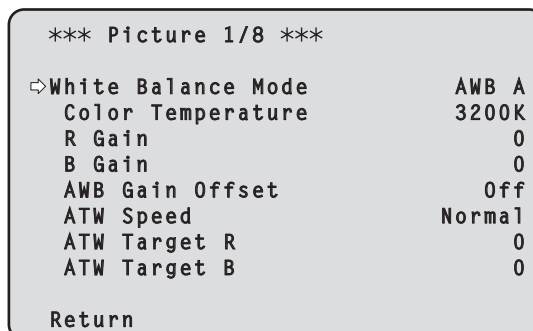 *** Picture 1/8 ***
⇨White Balance Mode AWB A
Color Temperature 3200K
R Gain 0
B Gain 0
AWB Gain Offset Off
ATW Speed Normal
ATW Target R 0
ATW Target B 0
Return